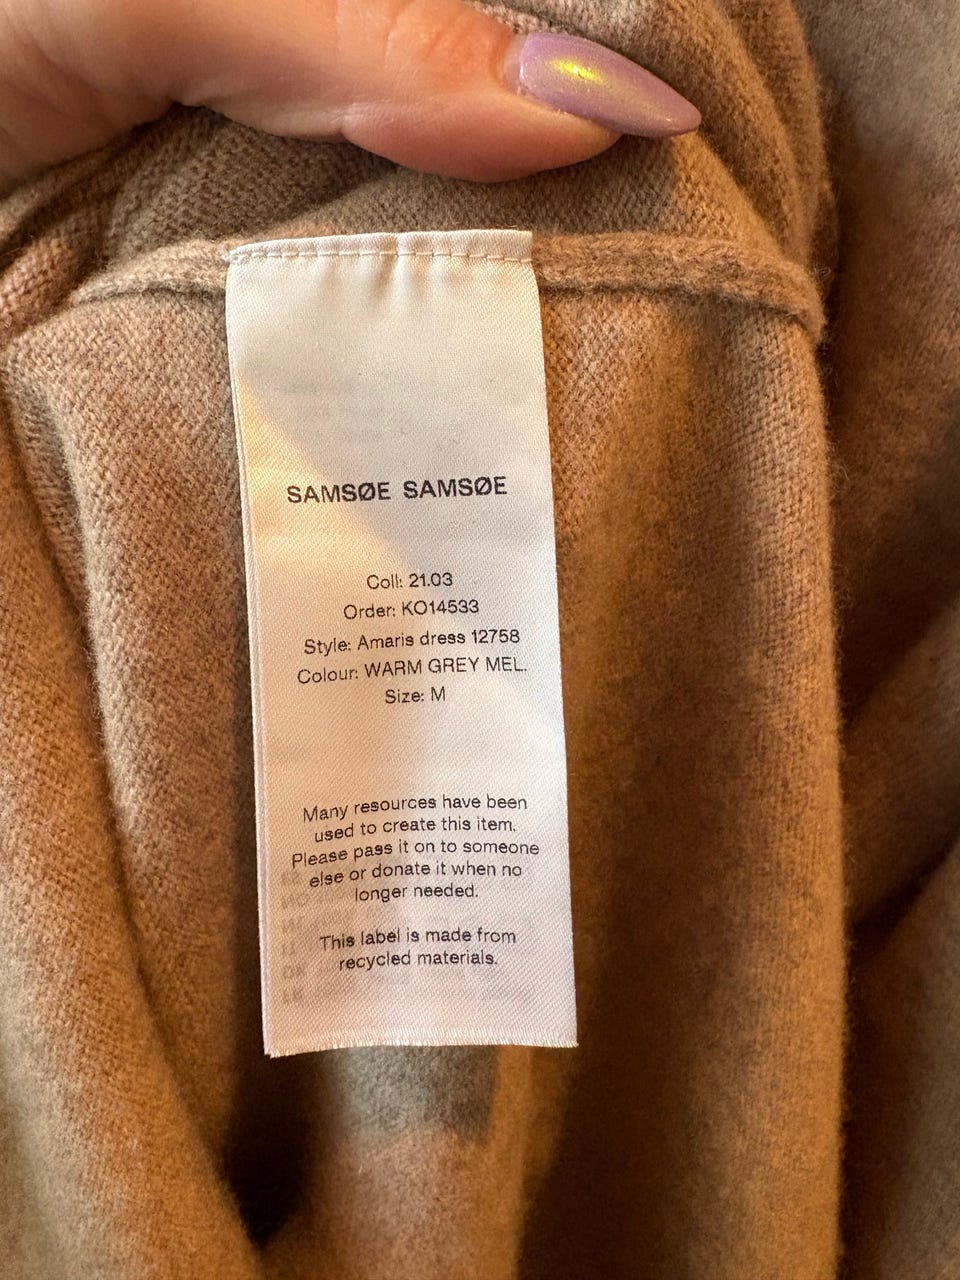 SAMSØE SAMSØE
Coll: 21.03
Order: KO14533
Style: Amaris dress 12758
Colour: WARM GREY MEL.
Size: M
Many resources have been
used to create this item.
Please pass it on to someone
else or donate it when no
longer needed.
This label is made from
recycled materials.